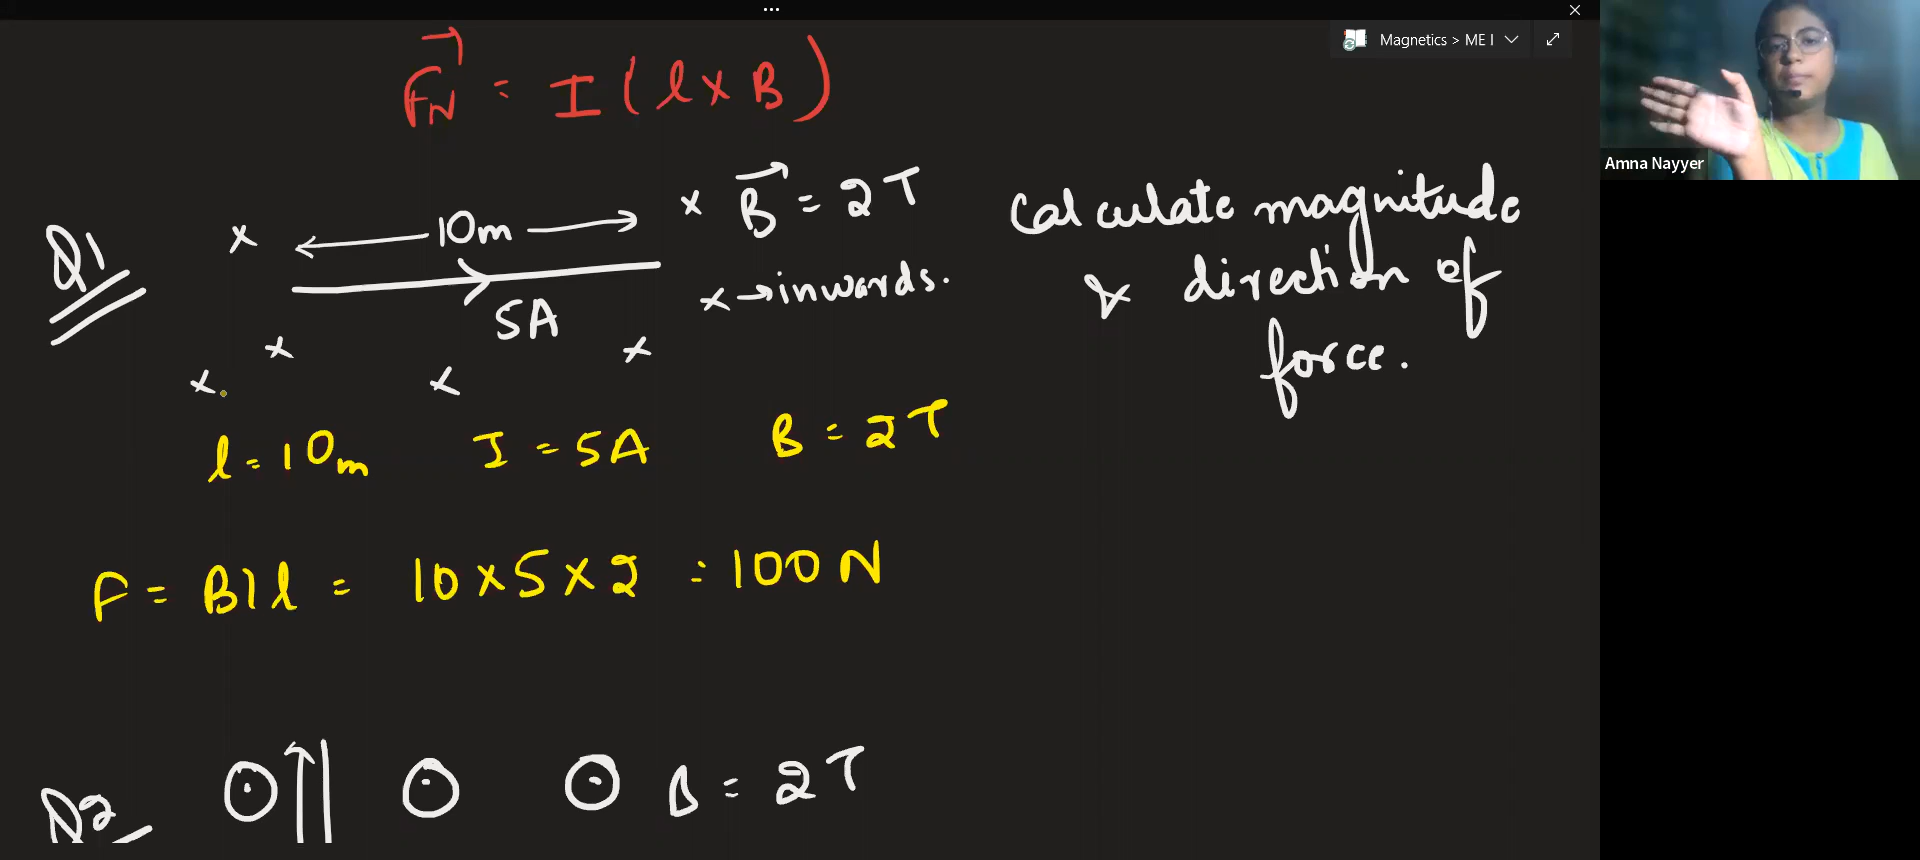 Magnetics > ME I
F_N = I ( l x B )
Amna Nayyer
Q1
x 10m x B = 2T
5A x → inwards.
x x x x
Calculate magnitude
& direction of
force.
l = 10m I = 5A B = 2T
F = BIl = 10 x 5 x 2 = 100 N
Q2 B = 2T